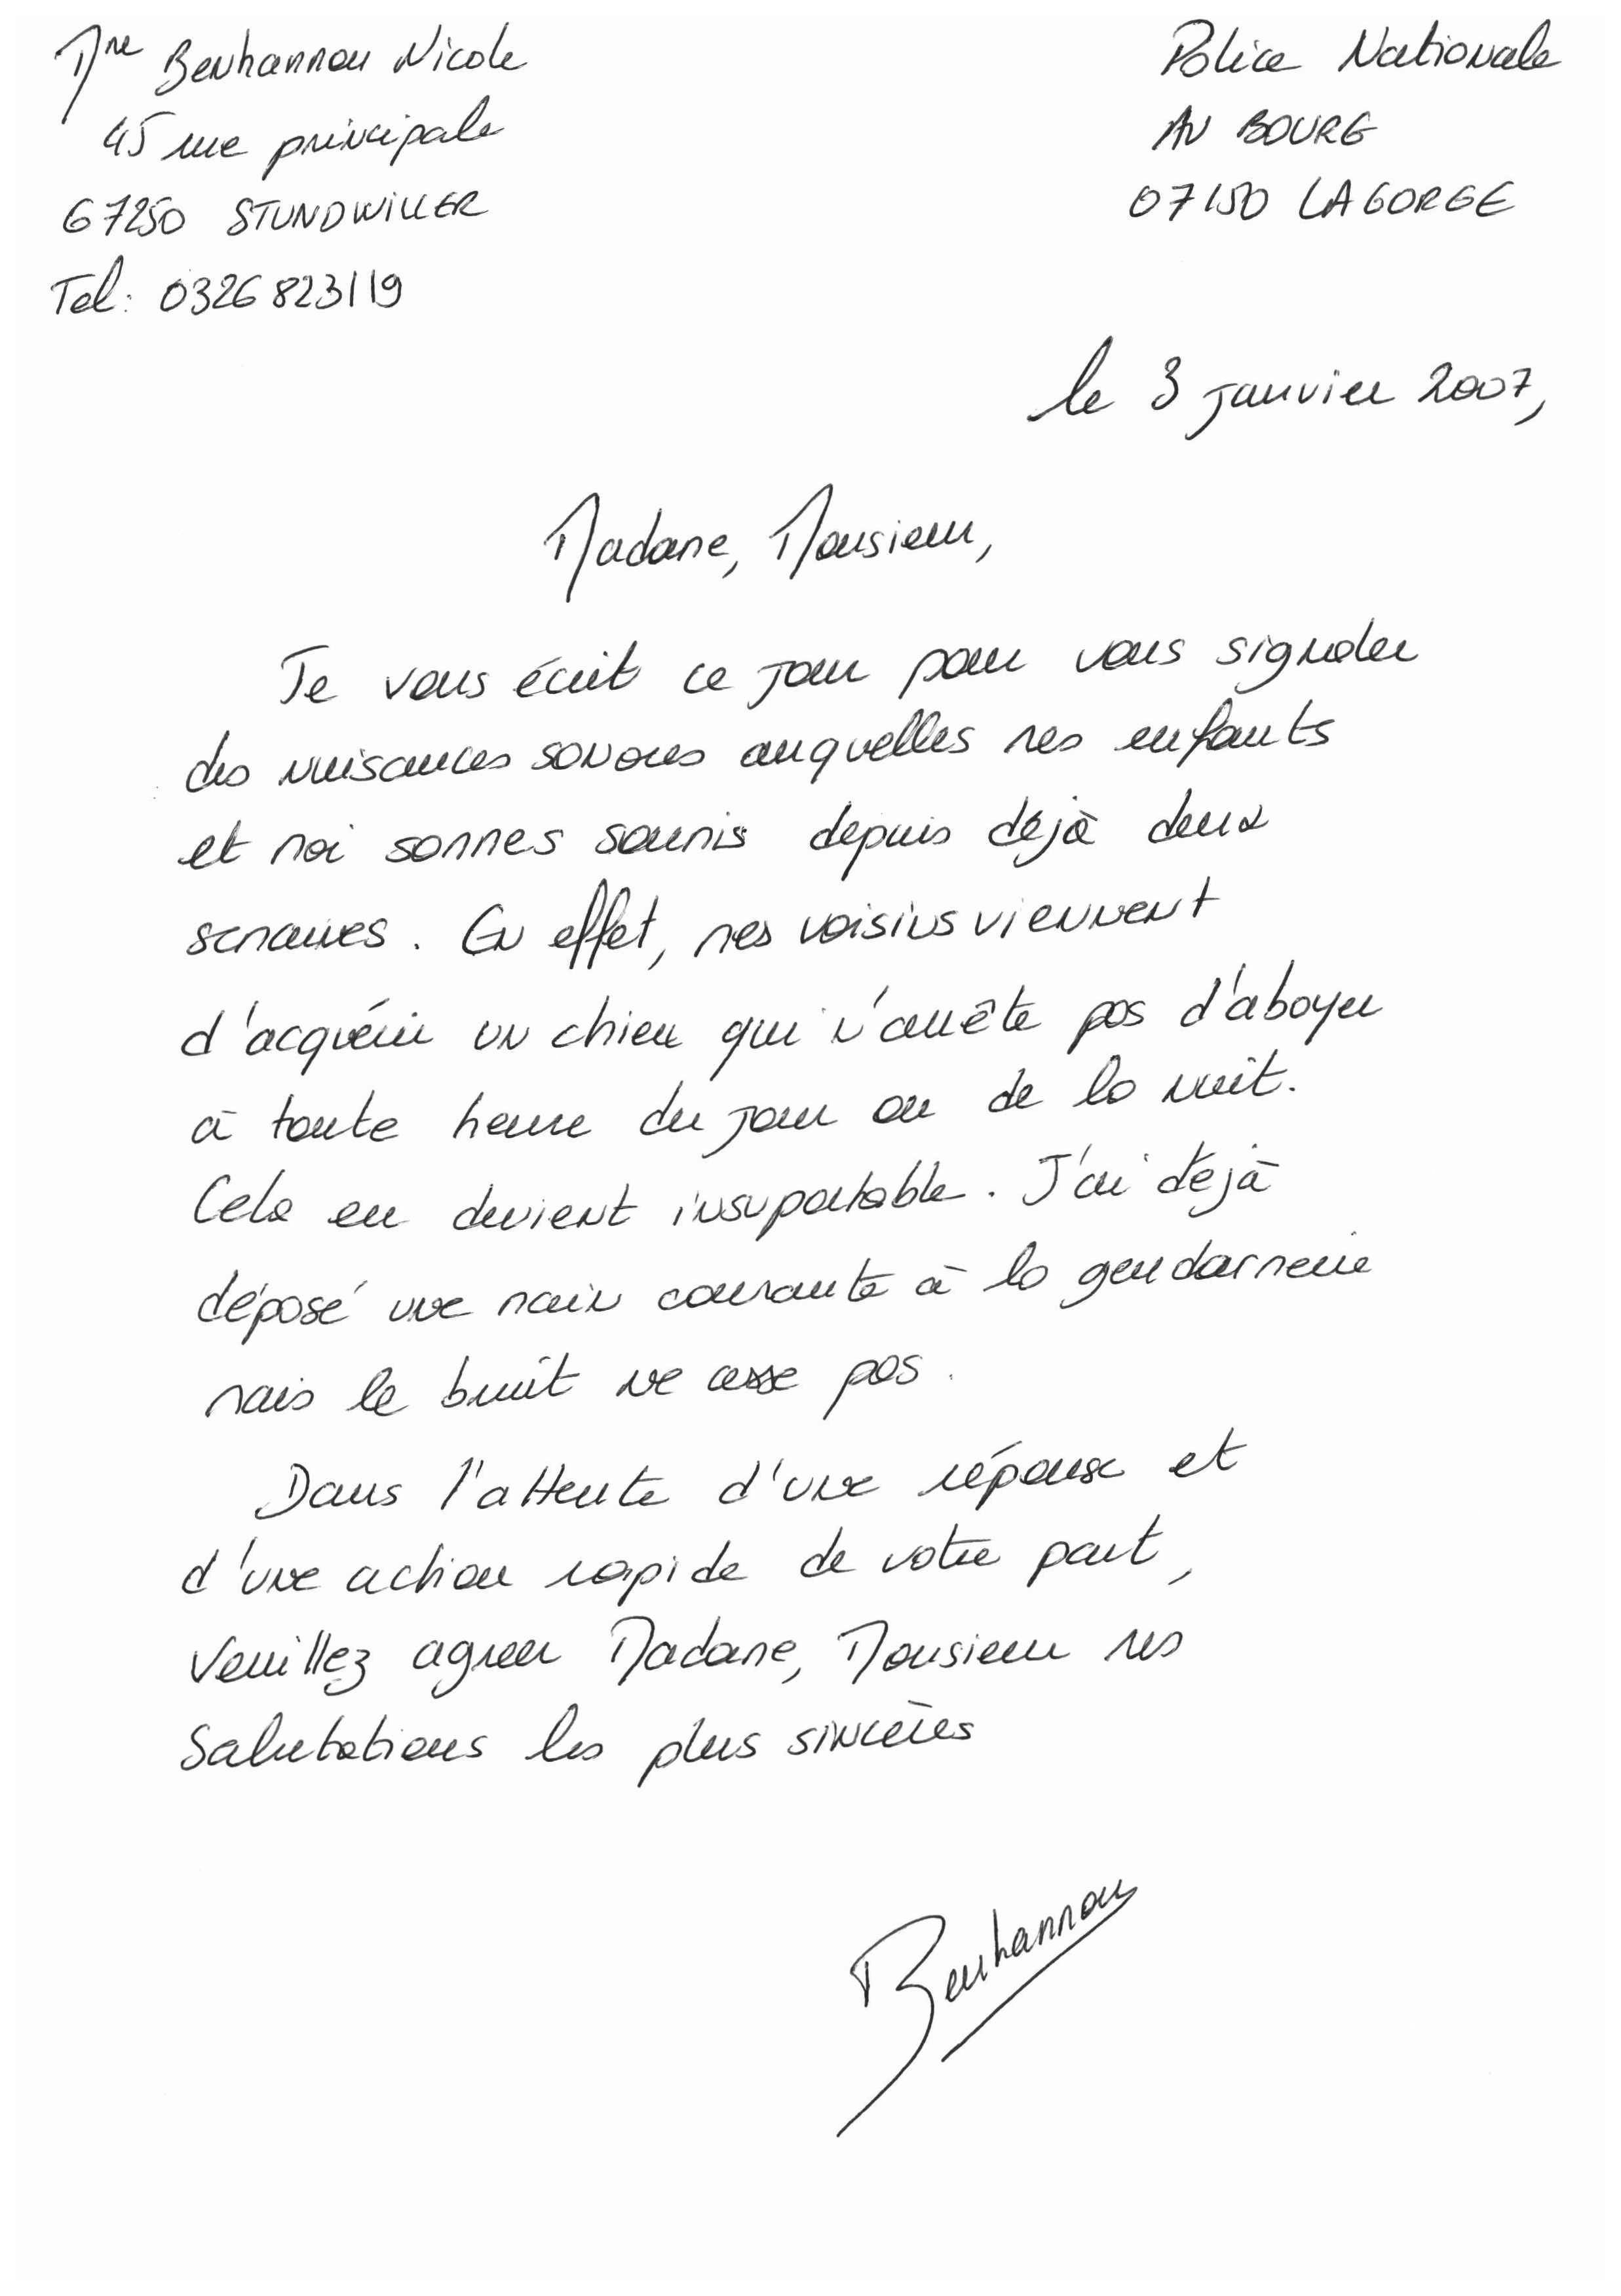 Mme Benhammou Nicole
45 rue principale
67250 STUNDWILLER
Tel: 0326823119
Police Nationale
AU BOURG
07150 LAGORGE
le 3 janvier 2007,
Madame, Monsieur,
Je vous écrit ce jour pour vous signaler
des nuisances sonores auquelles mes enfants
et moi sommes soumis depuis déjà deux
semaines. En effet, mes voisins viennent
d'acquérir un chien qui n'arrête pas d'aboyer
à toute heure du jour ou de la nuit.
Cela en devient insuportable. J'ai déjà
déposé une main courante à la gendarmerie
mais le bruit ne cesse pas.
Dans l'attente d'une réponse et
d'une action rapide de votre part,
Veuillez agréer Madame, Monsieur mes
Salutations les plus sincères
Benhammou